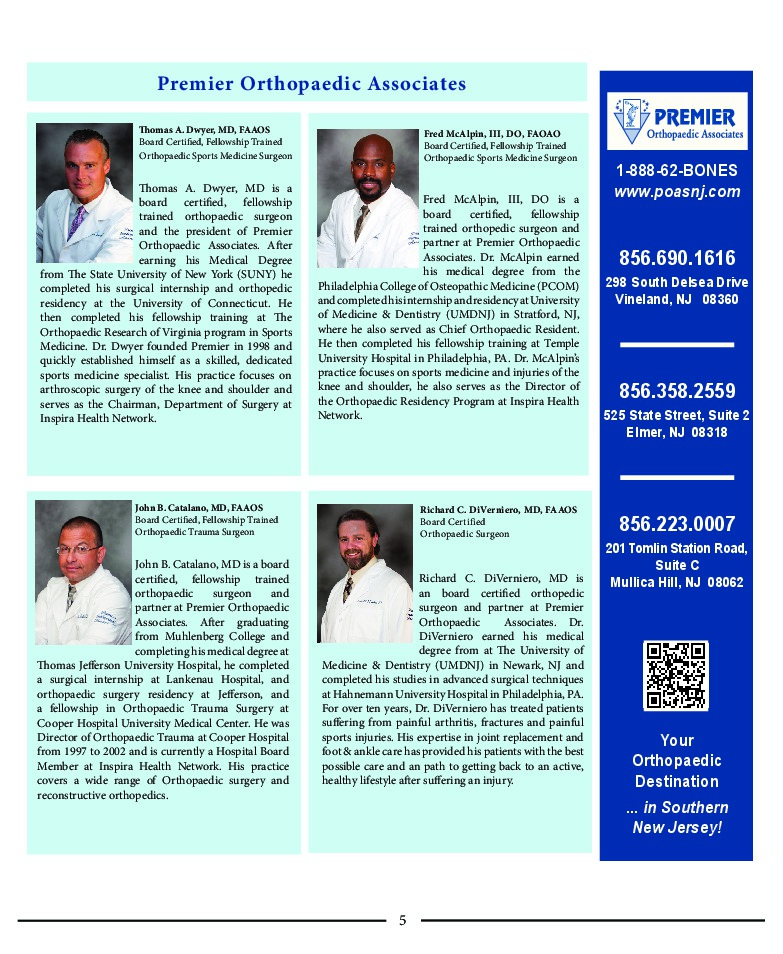 Premier Orthopaedic Associates
Thomas A. Dwyer, MD, FAAOS
Board Certified, Fellowship Trained
Orthopaedic Sports Medicine Surgeon
Thomas A. Dwyer, MD is a
board certified, fellowship
trained orthopaedic surgeon
and the president of Premier
Orthopaedic Associates. After
earning his Medical Degree
from The State University of New York (SUNY) he
completed his surgical internship and orthopedic
residency at the University of Connecticut. He
then completed his fellowship training at The
Orthopaedic Research of Virginia program in Sports
Medicine. Dr. Dwyer founded Premier in 1998 and
quickly established himself as a skilled, dedicated
sports medicine specialist. His practice focuses on
arthroscopic surgery of the knee and shoulder and
serves as the Chairman, Department of Surgery at
Inspira Health Network.
Fred McAlpin, III, DO, FAOAO
Board Certified, Fellowship Trained
Orthopaedic Sports Medicine Surgeon
Fred McAlpin, III, DO is a
board certified, fellowship
trained orthopedic surgeon and
partner at Premier Orthopaedic
Associates. Dr. McAlpin earned
his medical degree from the
Philadelphia College of Osteopathic Medicine (PCOM)
and completed his internship and residency at University
of Medicine & Dentistry (UMDNJ) in Stratford, NJ,
where he also served as Chief Orthopaedic Resident.
He then completed his fellowship training at Temple
University Hospital in Philadelphia, PA. Dr. McAlpin's
practice focuses on sports medicine and injuries of the
knee and shoulder, he also serves as the Director of
the Orthopaedic Residency Program at Inspira Health
Network.
John B. Catalano, MD, FAAOS
Board Certified, Fellowship Trained
Orthopaedic Trauma Surgeon
John B. Catalano, MD is a board
certified, fellowship trained
orthopaedic surgeon and
partner at Premier Orthopaedic
Associates. After graduating
from Muhlenberg College and
completing his medical degree at
Thomas Jefferson University Hospital, he completed
a surgical internship at Lankenau Hospital, and
orthopaedic surgery residency at Jefferson, and
a fellowship in Orthopaedic Trauma Surgery at
Cooper Hospital University Medical Center. He was
Director of Orthopaedic Trauma at Cooper Hospital
from 1997 to 2002 and is currently a Hospital Board
Member at Inspira Health Network. His practice
covers a wide range of Orthopaedic surgery and
reconstructive orthopedics.
Richard C. DiVerniero, MD, FAAOS
Board Certified
Orthopaedic Surgeon
Richard C. DiVerniero, MD is
an board certified orthopedic
surgeon and partner at Premier
Orthopaedic Associates. Dr.
DiVerniero earned his medical
degree from at The University of
Medicine & Dentistry (UMDNJ) in Newark, NJ and
completed his studies in advanced surgical techniques
at Hahnemann University Hospital in Philadelphia, PA.
For over ten years, Dr. DiVerniero has treated patients
suffering from painful arthritis, fractures and painful
sports injuries. His expertise in joint replacement and
foot & ankle care has provided his patients with the best
possible care and an path to getting back to an active,
healthy lifestyle after suffering an injury.
PREMIER
Orthopaedic Associates
1-888-62-BONES
www.poasnj.com
856.690.1616
298 South Delsea Drive
Vineland, NJ 08360
856.358.2559
525 State Street, Suite 2
Elmer, NJ 08318
856.223.0007
201 Tomlin Station Road,
Suite C
Mullica Hill, NJ 08062
Your
Orthopaedic
Destination
... in Southern
New Jersey!
5